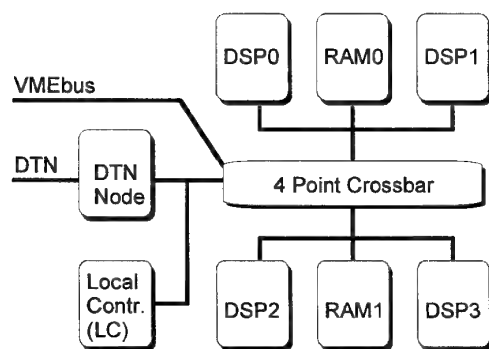 DSP0
RAM0
DSP1
VMEbus
DTN
DTN
Node
4 Point Crossbar
Local
Contr.
(LC)
DSP2
RAM1
DSP3